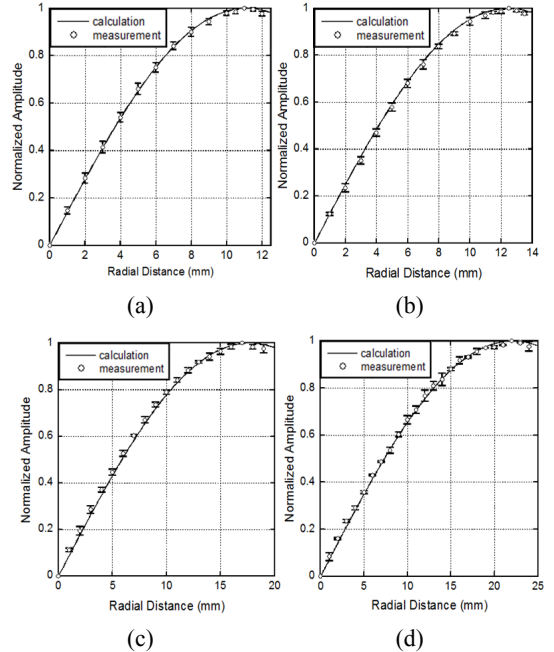 calculation
measurement
Normalized Amplitude
1
0.8
0.6
0.4
0.2
0
0 2 4 6 8 10 12
Radial Distance (mm)
(a)
calculation
measurement
Normalized Amplitude
1
0.8
0.6
0.4
0.2
0
0 2 4 6 8 10 12 14
Radial Distance (mm)
(b)
calculation
measurement
Normalized Amplitude
1
0.8
0.6
0.4
0.2
0
0 5 10 15 20
Radial Distance (mm)
(c)
calculation
measurement
Normalized Amplitude
1
0.8
0.6
0.4
0.2
0
0 5 10 15 20 25
Radial Distance (mm)
(d)